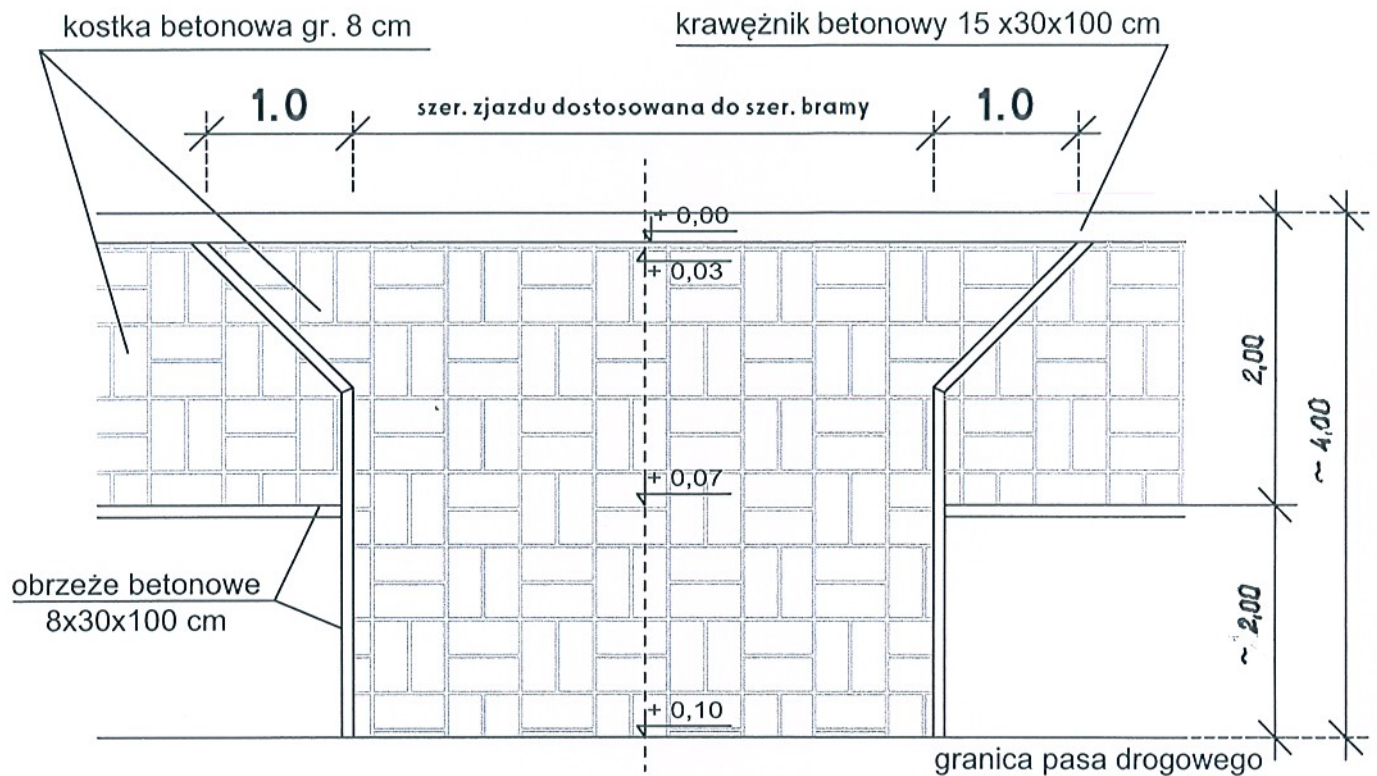 kostka betonowa gr. 8 cm
krawężnik betonowy 15 x30x100 cm
1.0
szer. zjazdu dostosowana do szer. bramy
1.0
+ 0,00
+ 0,03
2,00
~ 4,00
+ 0,07
obrzeże betonowe
8x30x100 cm
~ 2,00
+ 0,10
granica pasa drogowego